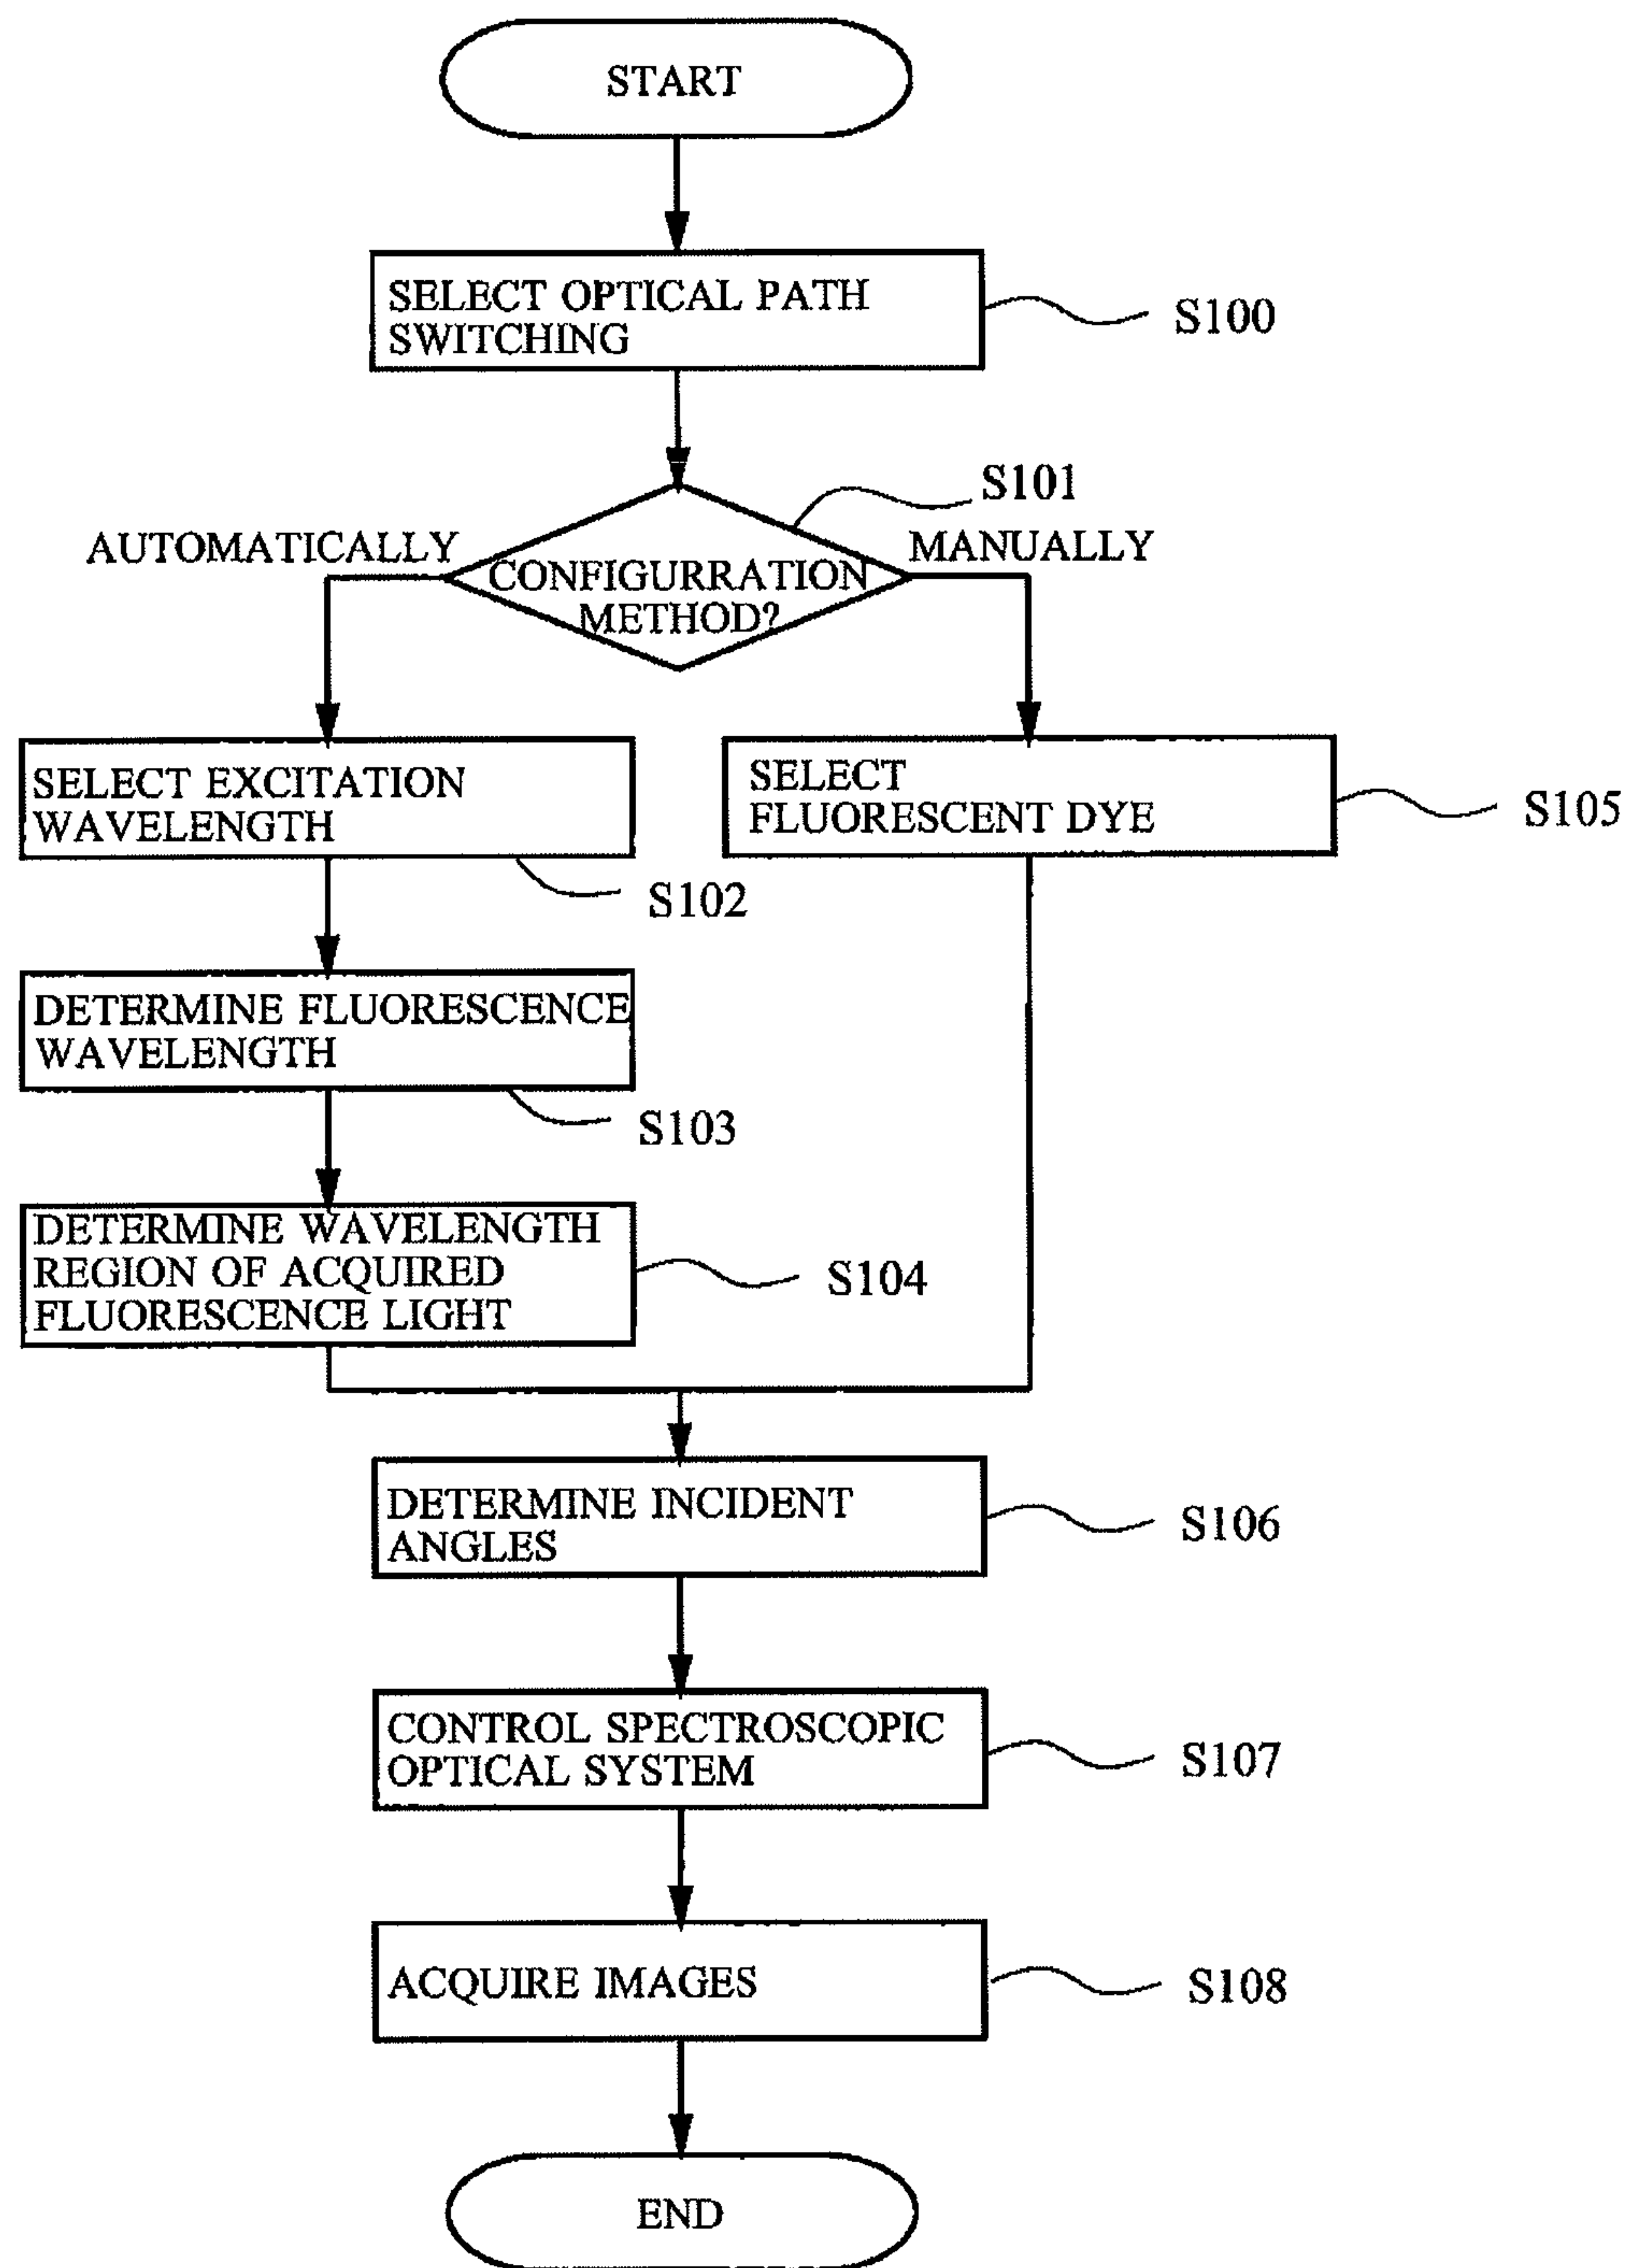 START
SELECT OPTICAL PATH
SWITCHING
S100
S101
AUTOMATICALLY
MANUALLY
CONFIGURRATION
METHOD?
SELECT EXCITATION
WAVELENGTH
S102
SELECT
FLUORESCENT DYE
S105
DETERMINE FLUORESCENCE
WAVELENGTH
S103
DETERMINE WAVELENGTH
REGION OF ACQUIRED
FLUORESCENCE LIGHT
S104
DETERMINE INCIDENT
ANGLES
S106
CONTROL SPECTROSCOPIC
OPTICAL SYSTEM
S107
ACQUIRE IMAGES
S108
END